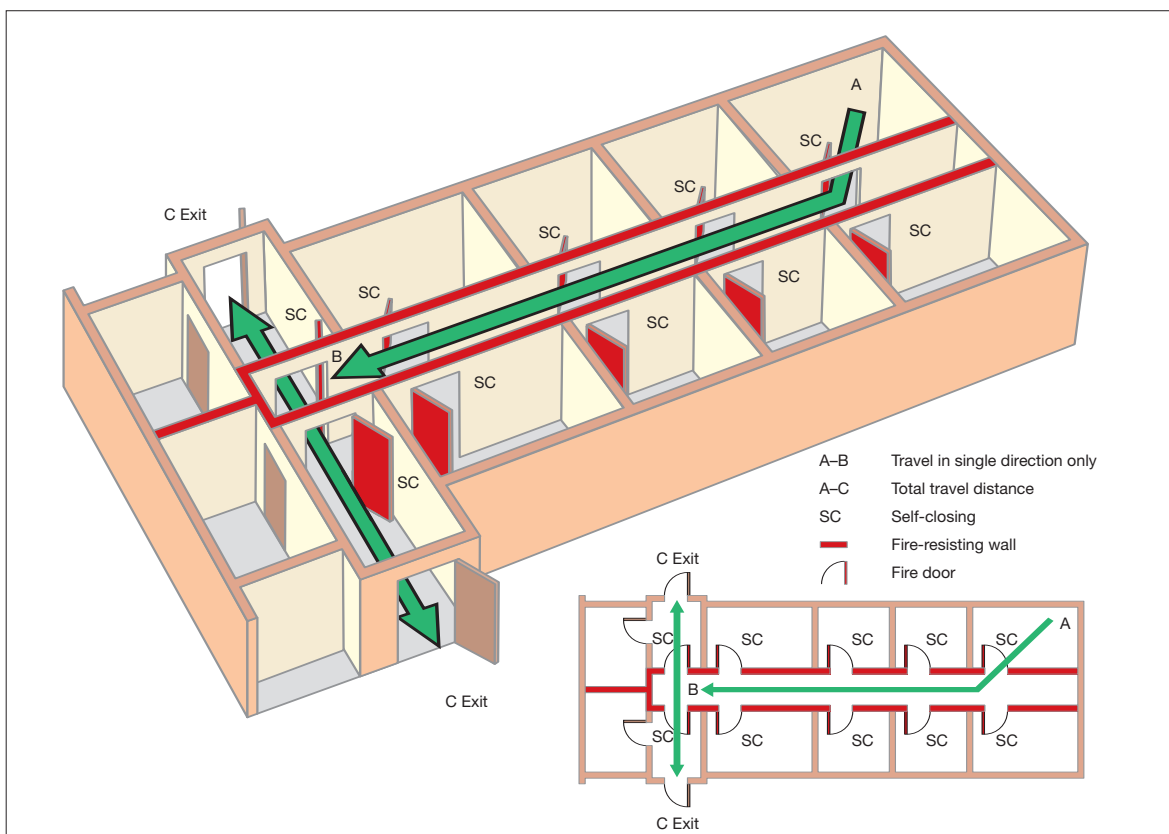 A
SC
C Exit
SC
SC
SC
SC
SC
SC
SC
B
SC
SC
SC
C Exit
A–B Travel in single direction only
A–C Total travel distance
SC Self-closing
Fire-resisting wall
Fire door
C Exit
SC
SC
SC
SC
SC
A
B
SC
SC
SC
SC
SC
C Exit